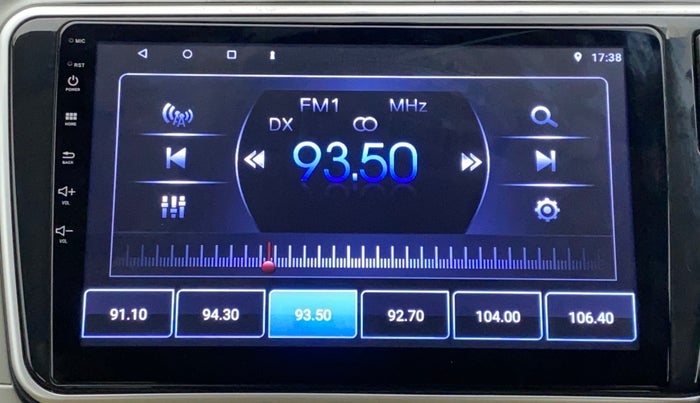 MIC
RST
POWER
HOME
BACK
VOL
VOL
17:38
FM1 MHz
DX
93.50
91.10 94.30 93.50 92.70 104.00 106.40